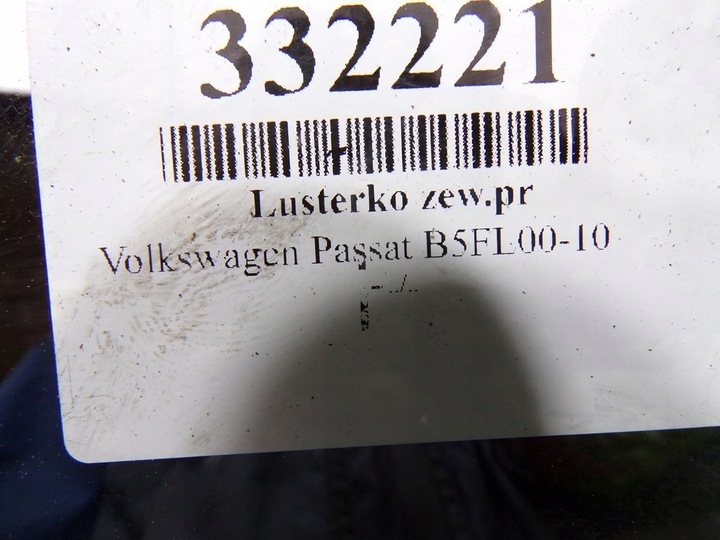 332221
Lusterko zew.pr
Volkswagen Passat B5FL00-10